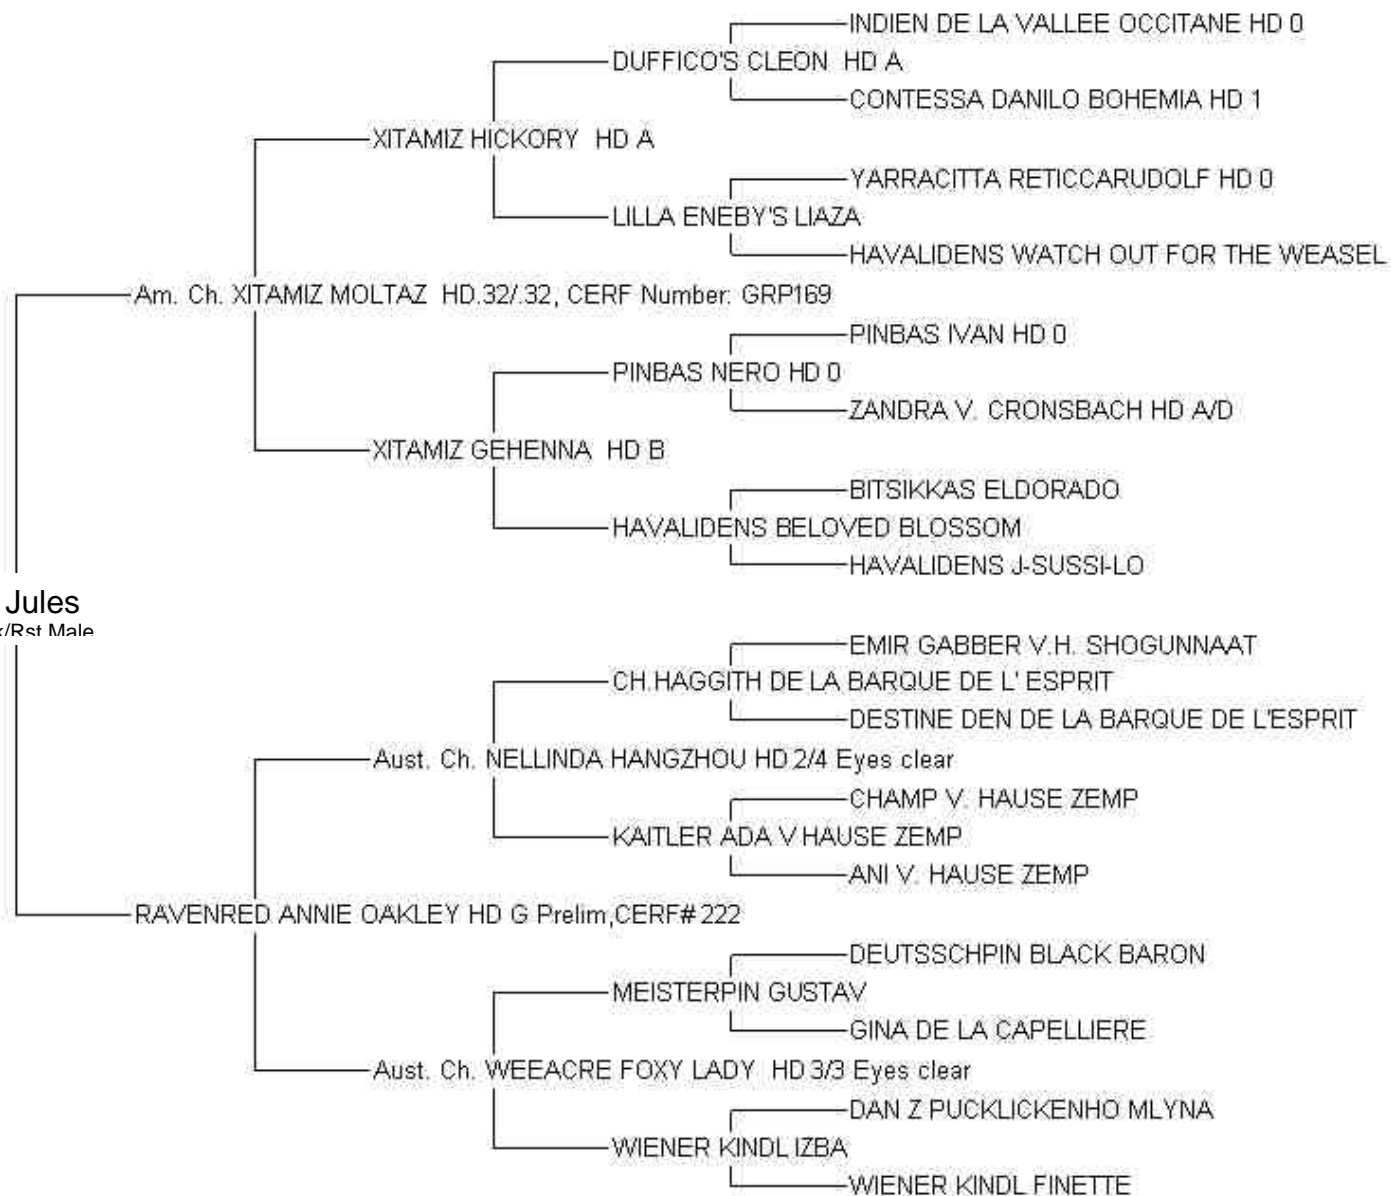 INDIEN DE LA VALLEE OCCITANE HD 0
DUFFICO'S CLEON HD A
CONTESSA DANILO BOHEMIA HD 1
XITAMIZ HICKORY HD A
YARRACITTA RETICCARUDOLF HD 0
LILLA ENEBY'S LIAZA
HAVALIDENS WATCH OUT FOR THE WEASEL
Am. Ch. XITAMIZ MOLTAZ HD.32/.32, CERF Number: GRP169
PINBAS IVAN HD 0
PINBAS NERO HD 0
ZANDRA V. CRONSBACH HD A/D
XITAMIZ GEHENNA HD B
BITSIKKAS ELDORADO
HAVALIDENS BELOVED BLOSSOM
HAVALIDENS J-SUSSI-LO
Jules
/Rst Male
EMIR GABBER V.H. SHOGUNNAAT
CH.HAGGITH DE LA BARQUE DE L' ESPRIT
DESTINE DEN DE LA BARQUE DE L'ESPRIT
Aust. Ch. NELLINDA HANGZHOU HD 2/4 Eyes clear
CHAMP V. HAUSE ZEMP
KAITLER ADA V HAUSE ZEMP
ANI V. HAUSE ZEMP
RAVENRED ANNIE OAKLEY HD G Prelim,CERF# 222
DEUTSSCHPIN BLACK BARON
MEISTERPIN GUSTAV
GINA DE LA CAPELLIERE
Aust. Ch. WEEACRE FOXY LADY HD 3/3 Eyes clear
DAN Z PUCKLICKENHO MLYNA
WIENER KINDL IZBA
WIENER KINDL FINETTE